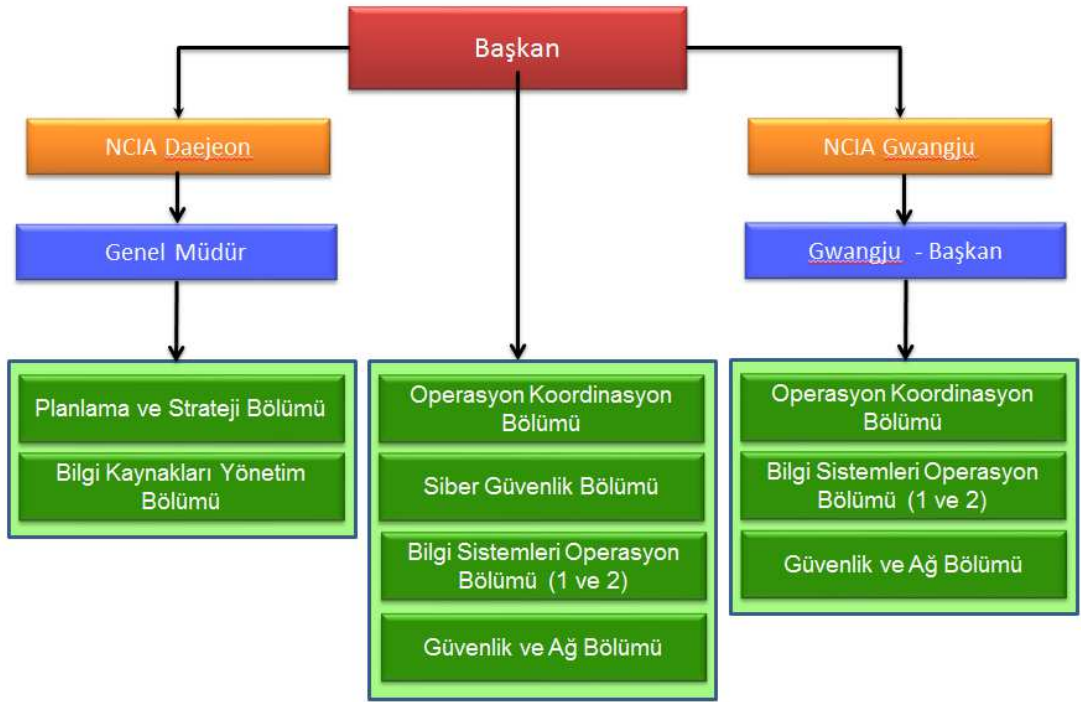 Başkan
NCIA Daejeon
NCIA Gwangju
Genel Müdür
Gwangju - Başkan
Planlama ve Strateji Bölümü
Bilgi Kaynakları Yönetim
Bölümü
Operasyon Koordinasyon
Bölümü
Siber Güvenlik Bölümü
Bilgi Sistemleri Operasyon
Bölümü (1 ve 2)
Güvenlik ve Ağ Bölümü
Operasyon Koordinasyon
Bölümü
Bilgi Sistemleri Operasyon
Bölümü (1 ve 2)
Güvenlik ve Ağ Bölümü